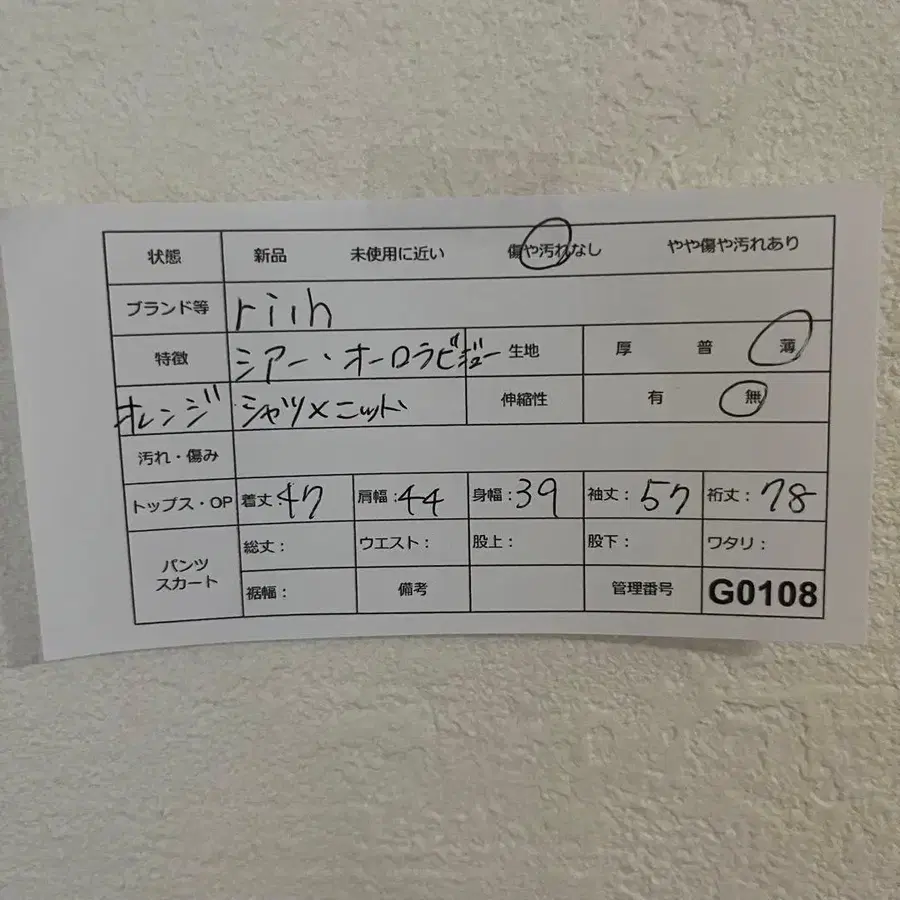 状態 新品 未使用に近い 傷や汚れなし やや傷や汚れあり
ブランド等 riih
特徴 シアー・オーロラビジュー 生地 厚 普 薄
オレンジ シャツ×ニット 伸縮性 有 無
汚れ・傷み
トップス・OP 着丈:47 肩幅:44 身幅:39 袖丈:57 裄丈:78
パンツ スカート 総丈: ウエスト: 股上: 股下: ワタリ:
裾幅: 備考 管理番号 G0108